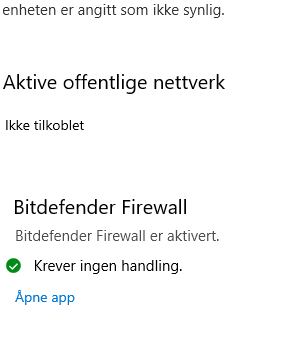 enheten er angitt som ikke synlig.
Aktive offentlige nettverk
Ikke tilkoblet
Bitdefender Firewall
Bitdefender Firewall er aktivert.
Krever ingen handling.
Åpne app